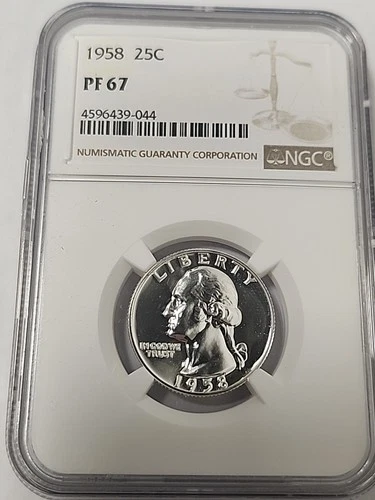 1958 25C
PF 67
4596439-044
NUMISMATIC GUARANTY CORPORATION
NGC®
LIBERTY
IN GOD WE
TRUST
1958